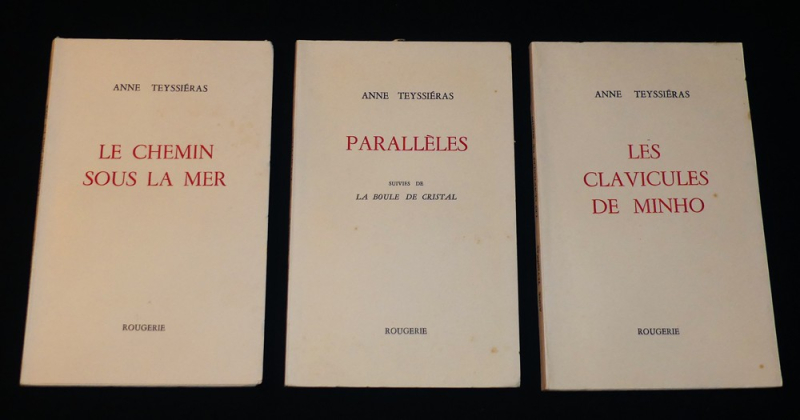 ANNE TEYSSIÉRAS
LE CHEMIN
SOUS LA MER
ROUGERIE
ANNE TEYSSIÉRAS
PARALLÈLES
SUIVIES DE
LA BOULE DE CRISTAL
ROUGERIE
ANNE TEYSSIÉRAS
LES
CLAVICULES
DE MINHO
ROUGERIE